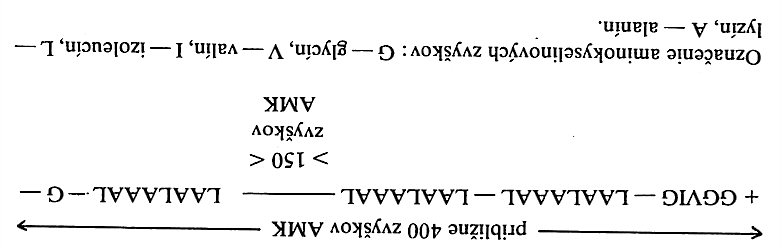 približne 400 zvyškov AMK
+ GGVIG — LAALAAAL — LAALAAAL ——— LAALAAAL — G —
> 150 <
zvyškov
AMK
Označenie aminokyselinových zvyškov: G — glycín, V — valín, I — izoleucín, L —
lyzín, A — alanín.